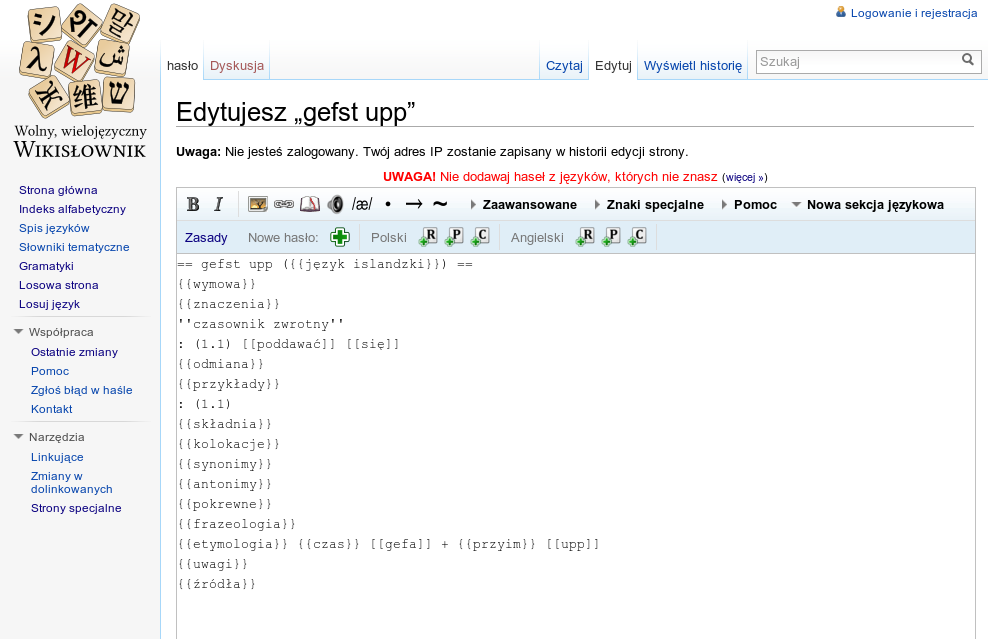 Logowanie i rejestracja
Wolny, wielojęzyczny
WIKISŁOWNIK
hasło Dyskusja Czytaj Edytuj Wyświetl historię Szukaj
Edytujesz „gefst upp”
Uwaga: Nie jesteś zalogowany. Twój adres IP zostanie zapisany w historii edycji strony.
UWAGA! Nie dodawaj haseł z języków, których nie znasz (więcej »)
B I /æ/ • → ~ Zaawansowane Znaki specjalne Pomoc Nowa sekcja językowa
Zasady Nowe hasło: Polski R P C Angielski R P C
== gefst upp ({{język islandzki}}) ==
{{wymowa}}
{{znaczenia}}
''czasownik zwrotny''
: (1.1) [[poddawać]] [[się]]
{{odmiana}}
{{przykłady}}
: (1.1)
{{składnia}}
{{kolokacje}}
{{synonimy}}
{{antonimy}}
{{pokrewne}}
{{frazeologia}}
{{etymologia}} {{czas}} [[gefa]] + {{przyim}} [[upp]]
{{uwagi}}
{{źródła}}
Strona główna
Indeks alfabetyczny
Spis języków
Słowniki tematyczne
Gramatyki
Losowa strona
Losuj język
Współpraca
Ostatnie zmiany
Pomoc
Zgłoś błąd w haśle
Kontakt
Narzędzia
Linkujące
Zmiany w
dolinkowanych
Strony specjalne